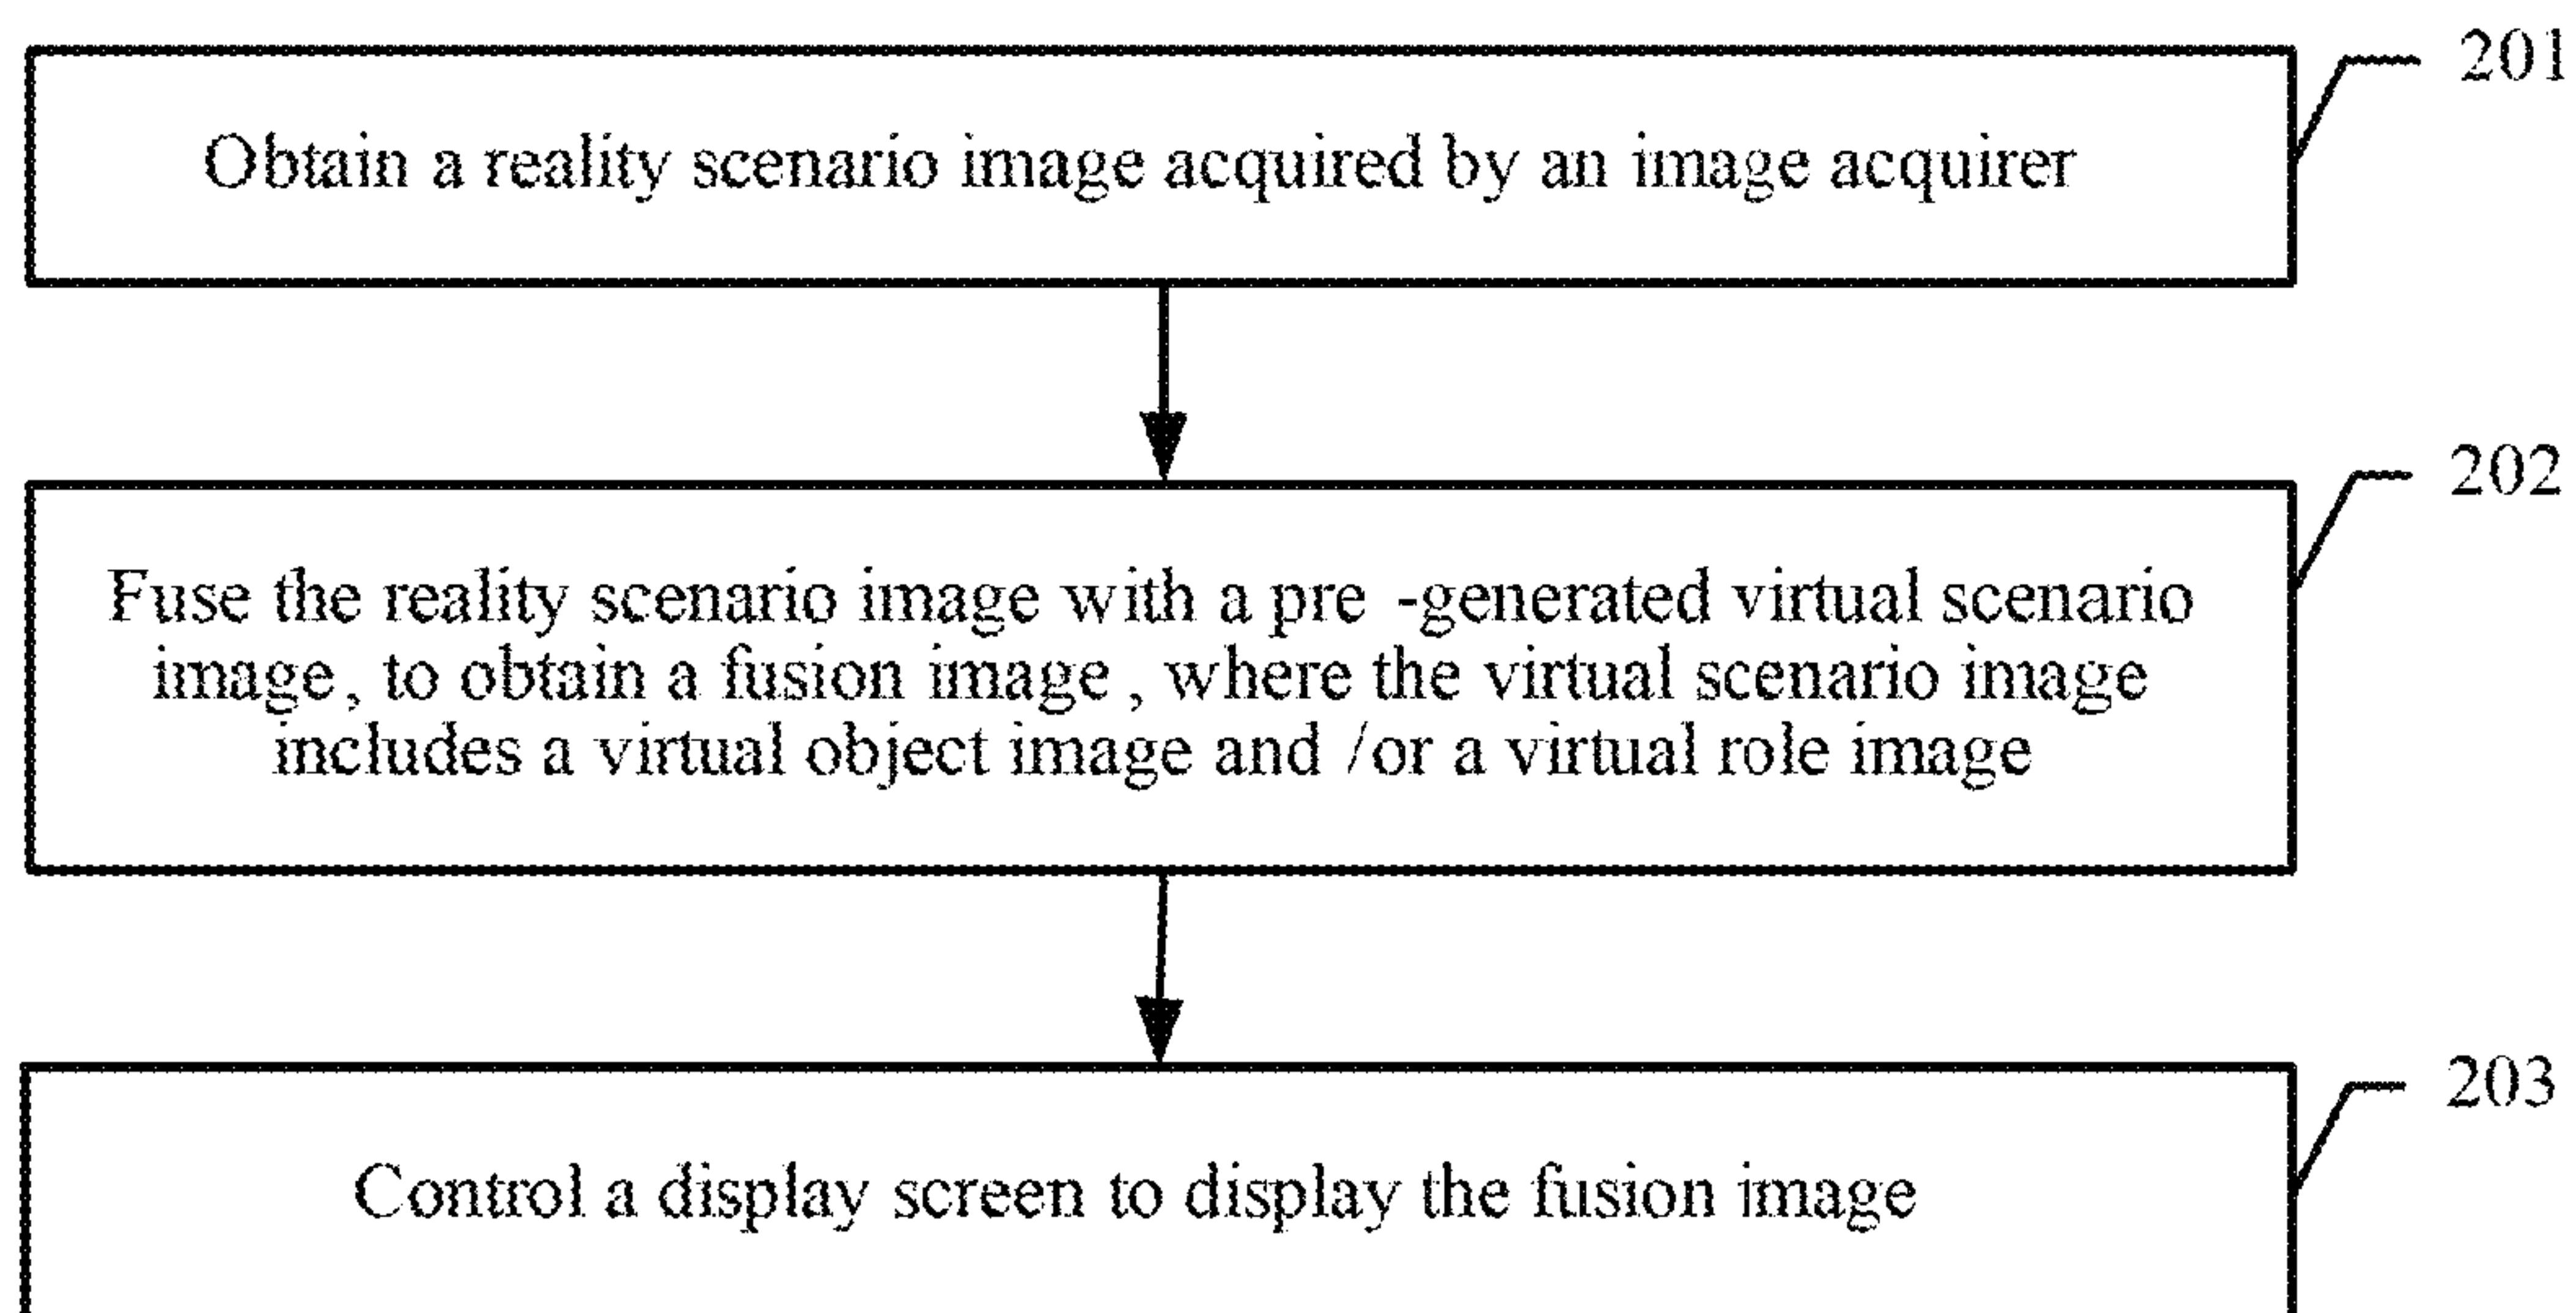 201
Obtain a reality scenario image acquired by an image acquirer
202
Fuse the reality scenario image with a pre -generated virtual scenario
image, to obtain a fusion image , where the virtual scenario image
includes a virtual object image and /or a virtual role image
203
Control a display screen to display the fusion image